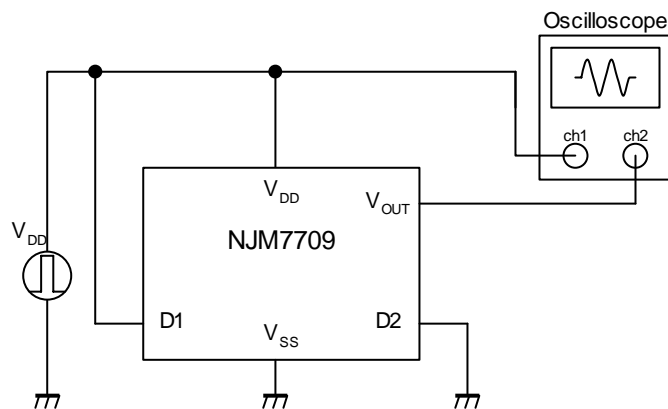 Oscilloscope
ch1 ch2
VDD
VOUT
NJM7709
VDD
D1
VSS
D2